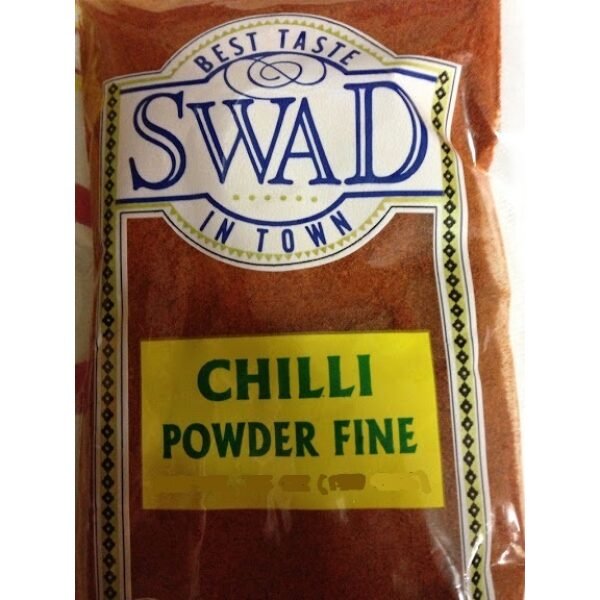 BEST TASTE
SWAD
IN TOWN
CHILLI
POWDER FINE